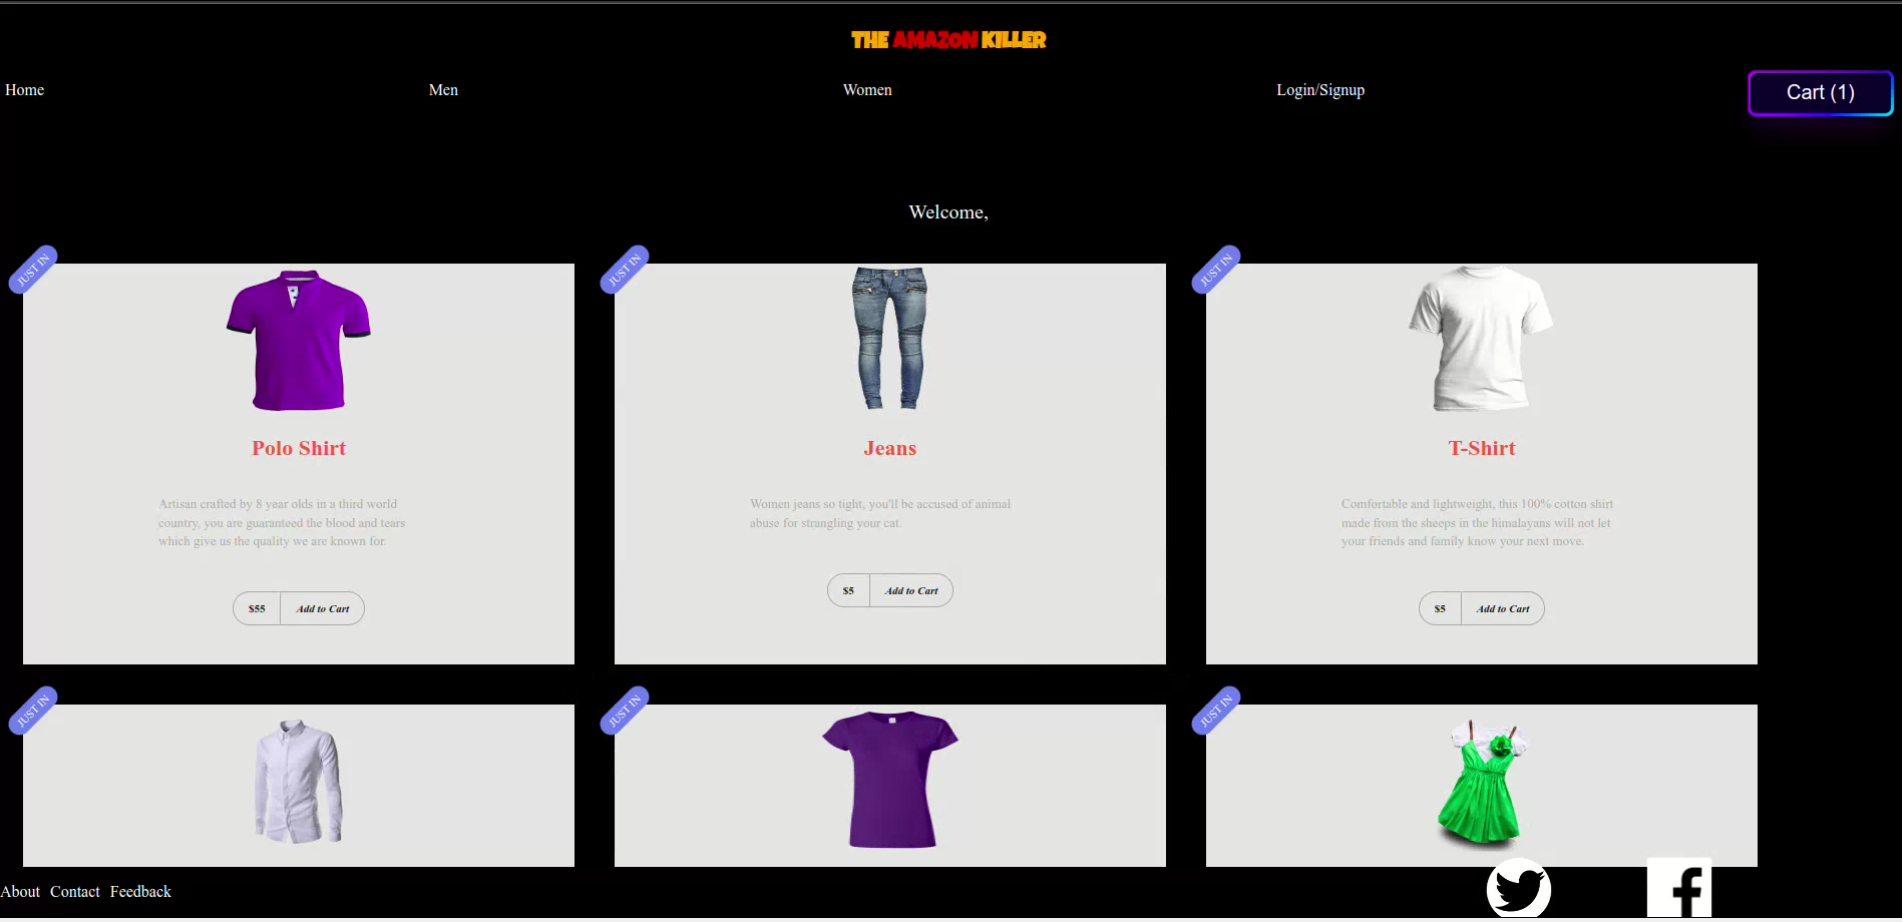 THE AMAZON KILLER
Home
Men
Women
Login/Signup
Cart (1)
Welcome,
JUST IN
JUST IN
JUST IN
Polo Shirt
Artisan crafted by 8 year olds in a third world
country, you are guaranteed the blood and tears
which give us the quality we are known for.
$55
Add to Cart
Jeans
Women jeans so tight, you'll be accused of animal
abuse for strangling your cat.
$5
Add to Cart
T-Shirt
Comfortable and lightweight, this 100% cotton shirt
made from the sheeps in the himalayans will not let
your friends and family know your next move.
$5
Add to Cart
JUST IN
JUST IN
JUST IN
About
Contact
Feedback